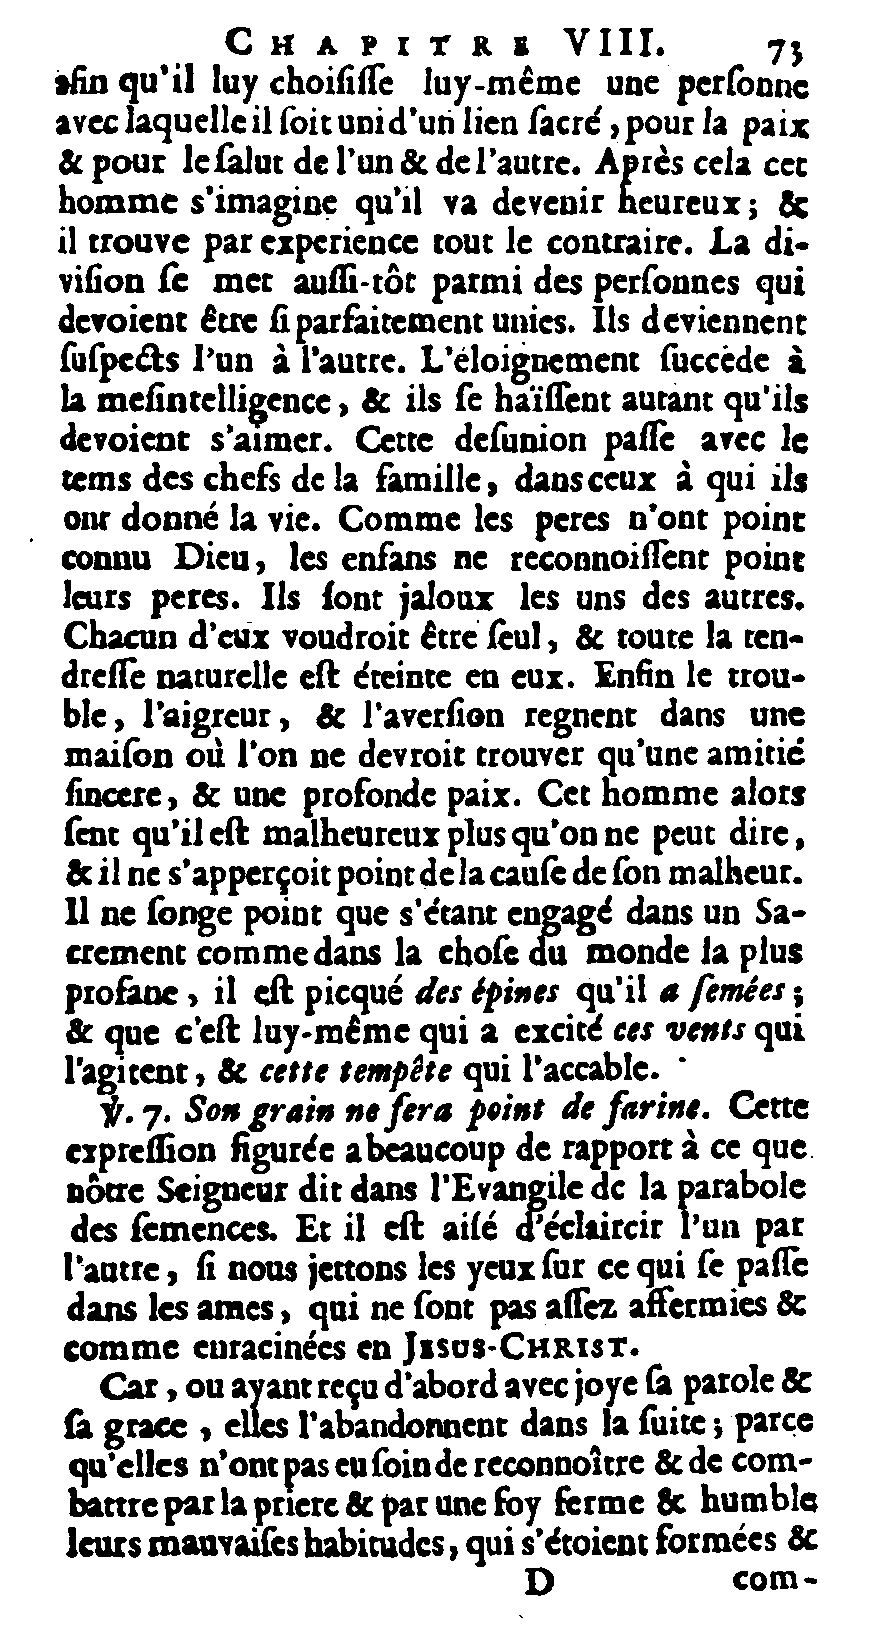 CHAPITRE VIII. 73
afin qu'il luy choiſiſſe luy-même une perſonne
avec laquelle il ſoit uni d'un lien ſacré, pour la paix
& pour le ſalut de l'un & de l'autre. Après cela cet
homme s'imagine qu'il va devenir heureux; &
il trouve par experience tout le contraire. La di-
viſion ſe met auſſi-tôt parmi des perſonnes qui
devoient être ſi parfaitement unies. Ils deviennent
ſuſpects l'un à l'autre. L'éloignement ſuccède à
la meſintelligence, & ils ſe haïſſent autant qu'ils
devoient s'aimer. Cette deſunion paſſe avec le
tems des chefs de la famille, dans ceux à qui ils
ont donné la vie. Comme les peres n'ont point
connu Dieu, les enfans ne reconnoiſſent point
leurs peres. Ils ſont jaloux les uns des autres.
Chacun d'eux voudroit être ſeul, & toute la ten-
dreſſe naturelle eſt éteinte en eux. Enfin le trou-
ble, l'aigreur, & l'averſion regnent dans une
maiſon où l'on ne devroit trouver qu'une amitié
ſincere, & une profonde paix. Cet homme alors
ſent qu'il eſt malheureux plus qu'on ne peut dire,
& il ne s'apperçoit point de la cauſe de ſon malheur.
Il ne ſonge point que s'étant engagé dans un Sa-
crement comme dans la choſe du monde la plus
profane, il eſt picqué des épines qu'il a ſemées;
& que c'eſt luy-même qui a excité ces vents qui
l'agitent, & cette tempête qui l'accable.
℣. 7. Son grain ne ſera point de farine. Cette
expreſſion figurée a beaucoup de rapport à ce que
nôtre Seigneur dit dans l'Evangile de la parabole
des ſemences. Et il eſt aiſé d'éclaircir l'un par
l'autre, ſi nous jettons les yeux ſur ce qui ſe paſſe
dans les ames, qui ne ſont pas aſſez affermies &
comme enracinées en JESUS-CHRIST.
Car, ou ayant reçu d'abord avec joye ſa parole &
ſa grace, elles l'abandonnent dans la ſuite; parce
qu'elles n'ont pas eu ſoin de reconnoître & de com-
battre par la priere & par une foy ferme & humble
leurs mauvaiſes habitudes, qui s'étoient formées &
D com-